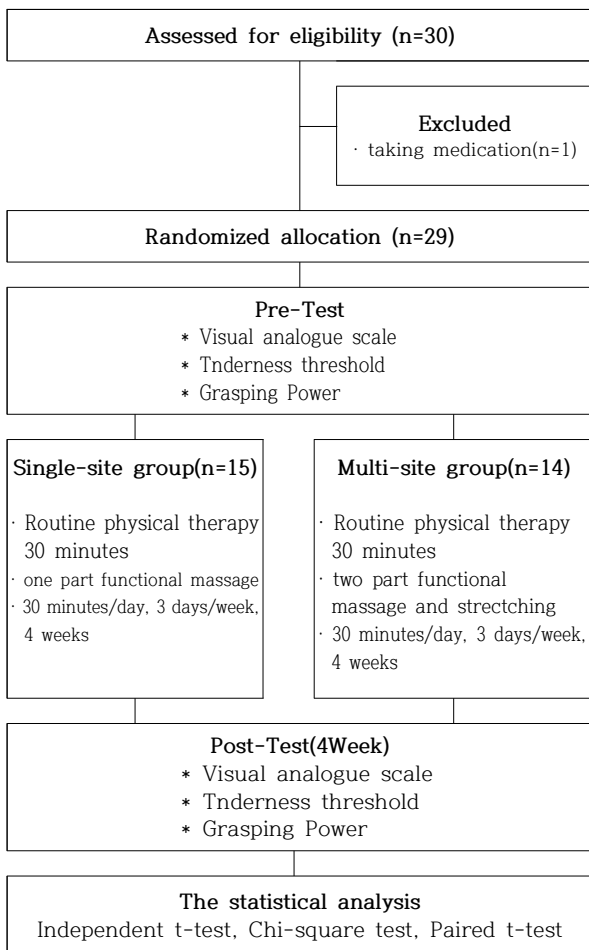 Assessed for eligibility (n=30)
Excluded
· taking medication(n=1)
Randomized allocation (n=29)
Pre-Test
* Visual analogue scale
* Tnderness threshold
* Grasping Power
Single-site group(n=15)
· Routine physical therapy
30 minutes
· one part functional massage
· 30 minutes/day, 3 days/week,
4 weeks
Multi-site group(n=14)
· Routine physical therapy
30 minutes
· two part functional
massage and strectching
· 30 minutes/day, 3 days/week,
4 weeks
Post-Test(4Week)
* Visual analogue scale
* Tnderness threshold
* Grasping Power
The statistical analysis
Independent t-test, Chi-square test, Paired t-test